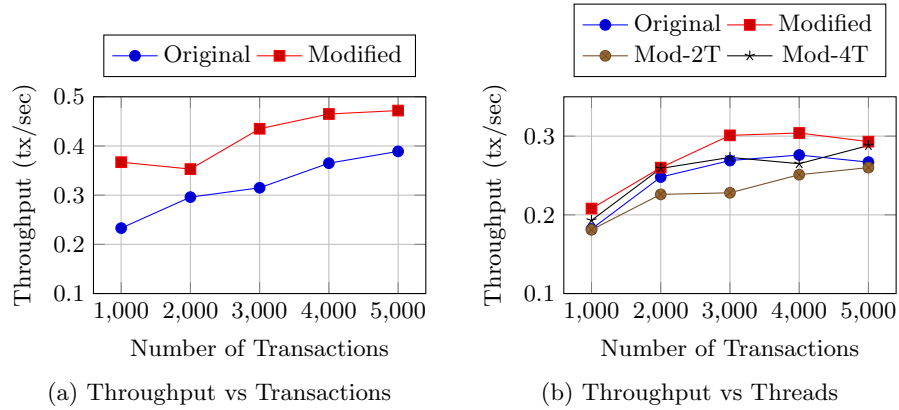 Original Modified
Throughput (tx/sec)
0.5
0.4
0.3
0.2
0.1
1,000 2,000 3,000 4,000 5,000
Number of Transactions
(a) Throughput vs Transactions
Original Modified
Mod-2T Mod-4T
Throughput (tx/sec)
0.3
0.2
0.1
1,000 2,000 3,000 4,000 5,000
Number of Transactions
(b) Throughput vs Threads